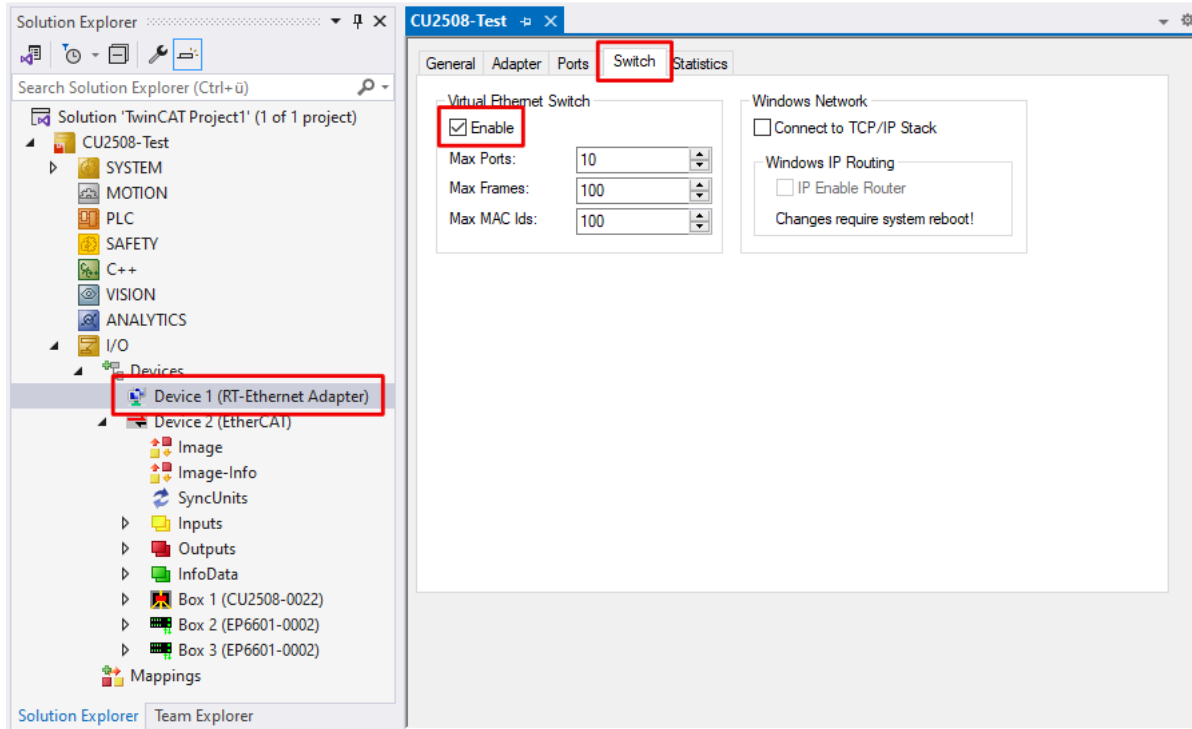 Solution Explorer
Search Solution Explorer (Ctrl+ü)
Solution 'TwinCAT Project1' (1 of 1 project)
CU2508-Test
SYSTEM
MOTION
PLC
SAFETY
C++
VISION
ANALYTICS
I/O
Devices
Device 1 (RT-Ethernet Adapter)
Device 2 (EtherCAT)
Image
Image-Info
SyncUnits
Inputs
Outputs
InfoData
Box 1 (CU2508-0022)
Box 2 (EP6601-0002)
Box 3 (EP6601-0002)
Mappings
Solution Explorer Team Explorer
CU2508-Test
General Adapter Ports Switch Statistics
Virtual Ethernet Switch
Enable
Max Ports: 10
Max Frames: 100
Max MAC Ids: 100
Windows Network
Connect to TCP/IP Stack
Windows IP Routing
IP Enable Router
Changes require system reboot!